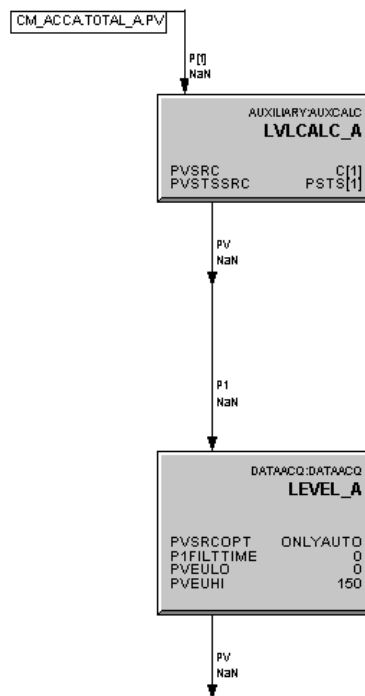 CM_ACCA.TOTAL_A.PV
P[1]
NaN
AUXILIARY:AUXCALC
LVLCALC_A
PVSRC C[1]
PVSTSSRC PSTS[1]
PV
NaN
P1
NaN
DATAACQ:DATAACQ
LEVEL_A
PVSRCOPT ONLYAUTO
P1FILTTIME 0
PVEULO 0
PVEUHI 150
PV
NaN